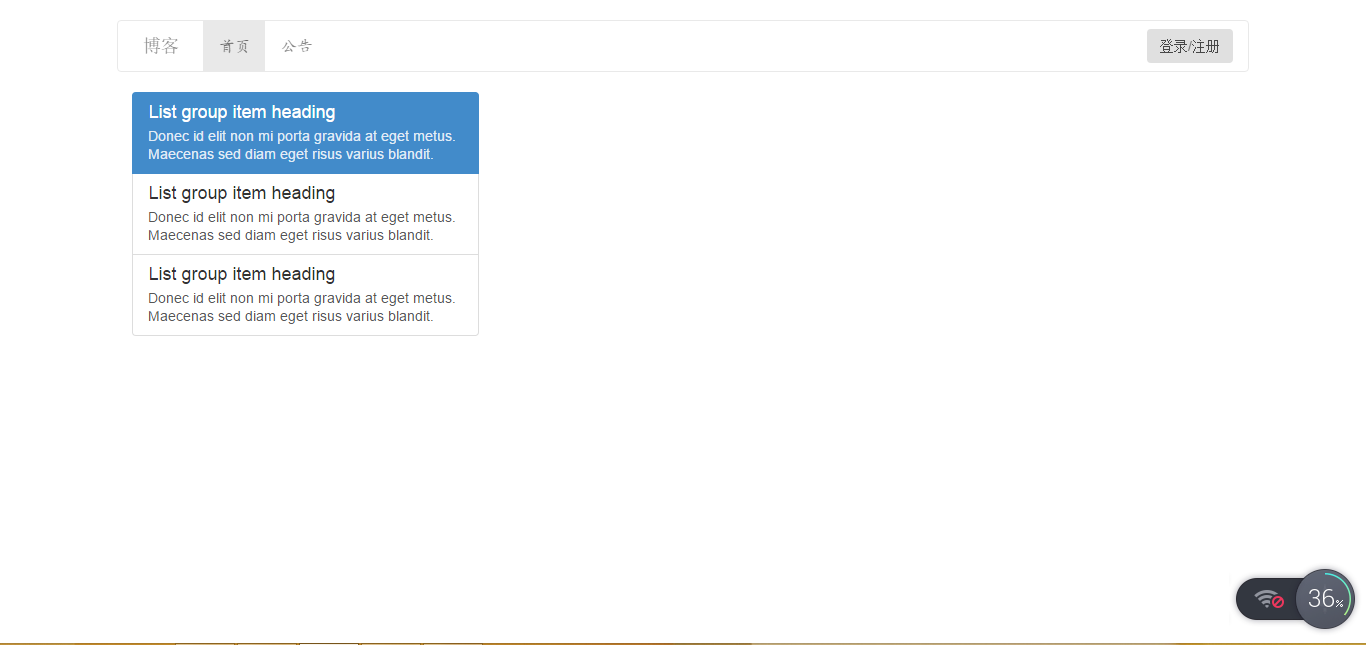 博客 首页 公告 登录/注册
List group item heading
Donec id elit non mi porta gravida at eget metus.
Maecenas sed diam eget risus varius blandit.
List group item heading
Donec id elit non mi porta gravida at eget metus.
Maecenas sed diam eget risus varius blandit.
List group item heading
Donec id elit non mi porta gravida at eget metus.
Maecenas sed diam eget risus varius blandit.
36%